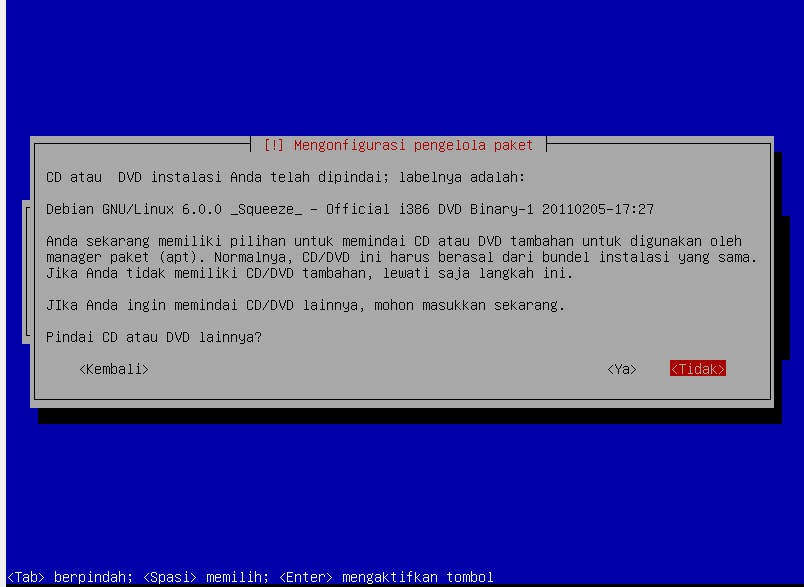 [!] Mengonfigurasi pengelola paket
CD atau  DVD instalasi Anda telah dipindai; labelnya adalah:
Debian GNU/Linux 6.0.0 _Squeeze_ - Official i386 DVD Binary-1 20110205-17:27
Anda sekarang memiliki pilihan untuk memindai CD atau DVD tambahan untuk digunakan oleh
manager paket (apt). Normalnya, CD/DVD ini harus berasal dari bundel instalasi yang sama.
Jika Anda tidak memiliki CD/DVD tambahan, lewati saja langkah ini.
JIka Anda ingin memindai CD/DVD lainnya, mohon masukkan sekarang.
Pindai CD atau DVD lainnya?
<Kembali> <Ya> <Tidak>
<Tab> berpindah; <Spasi> memilih; <Enter> mengaktifkan tombol